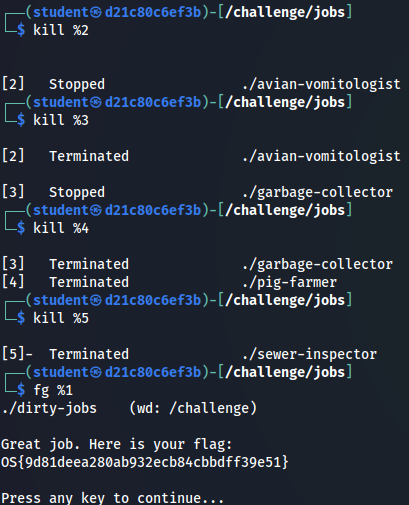 ┌──(student㉿d21c80c6ef3b)-[/challenge/jobs]
└─$ kill %2
[2]   Stopped                 ./avian-vomitologist
┌──(student㉿d21c80c6ef3b)-[/challenge/jobs]
└─$ kill %3
[2]   Terminated              ./avian-vomitologist
[3]   Stopped                 ./garbage-collector
┌──(student㉿d21c80c6ef3b)-[/challenge/jobs]
└─$ kill %4
[3]   Terminated              ./garbage-collector
[4]   Terminated              ./pig-farmer
┌──(student㉿d21c80c6ef3b)-[/challenge/jobs]
└─$ kill %5
[5]-  Terminated              ./sewer-inspector
┌──(student㉿d21c80c6ef3b)-[/challenge/jobs]
└─$ fg %1
./dirty-jobs    (wd: /challenge)
Great job. Here is your flag:
OS{9d81deea280ab932ecb84cbbdff39e51}
Press any key to continue...